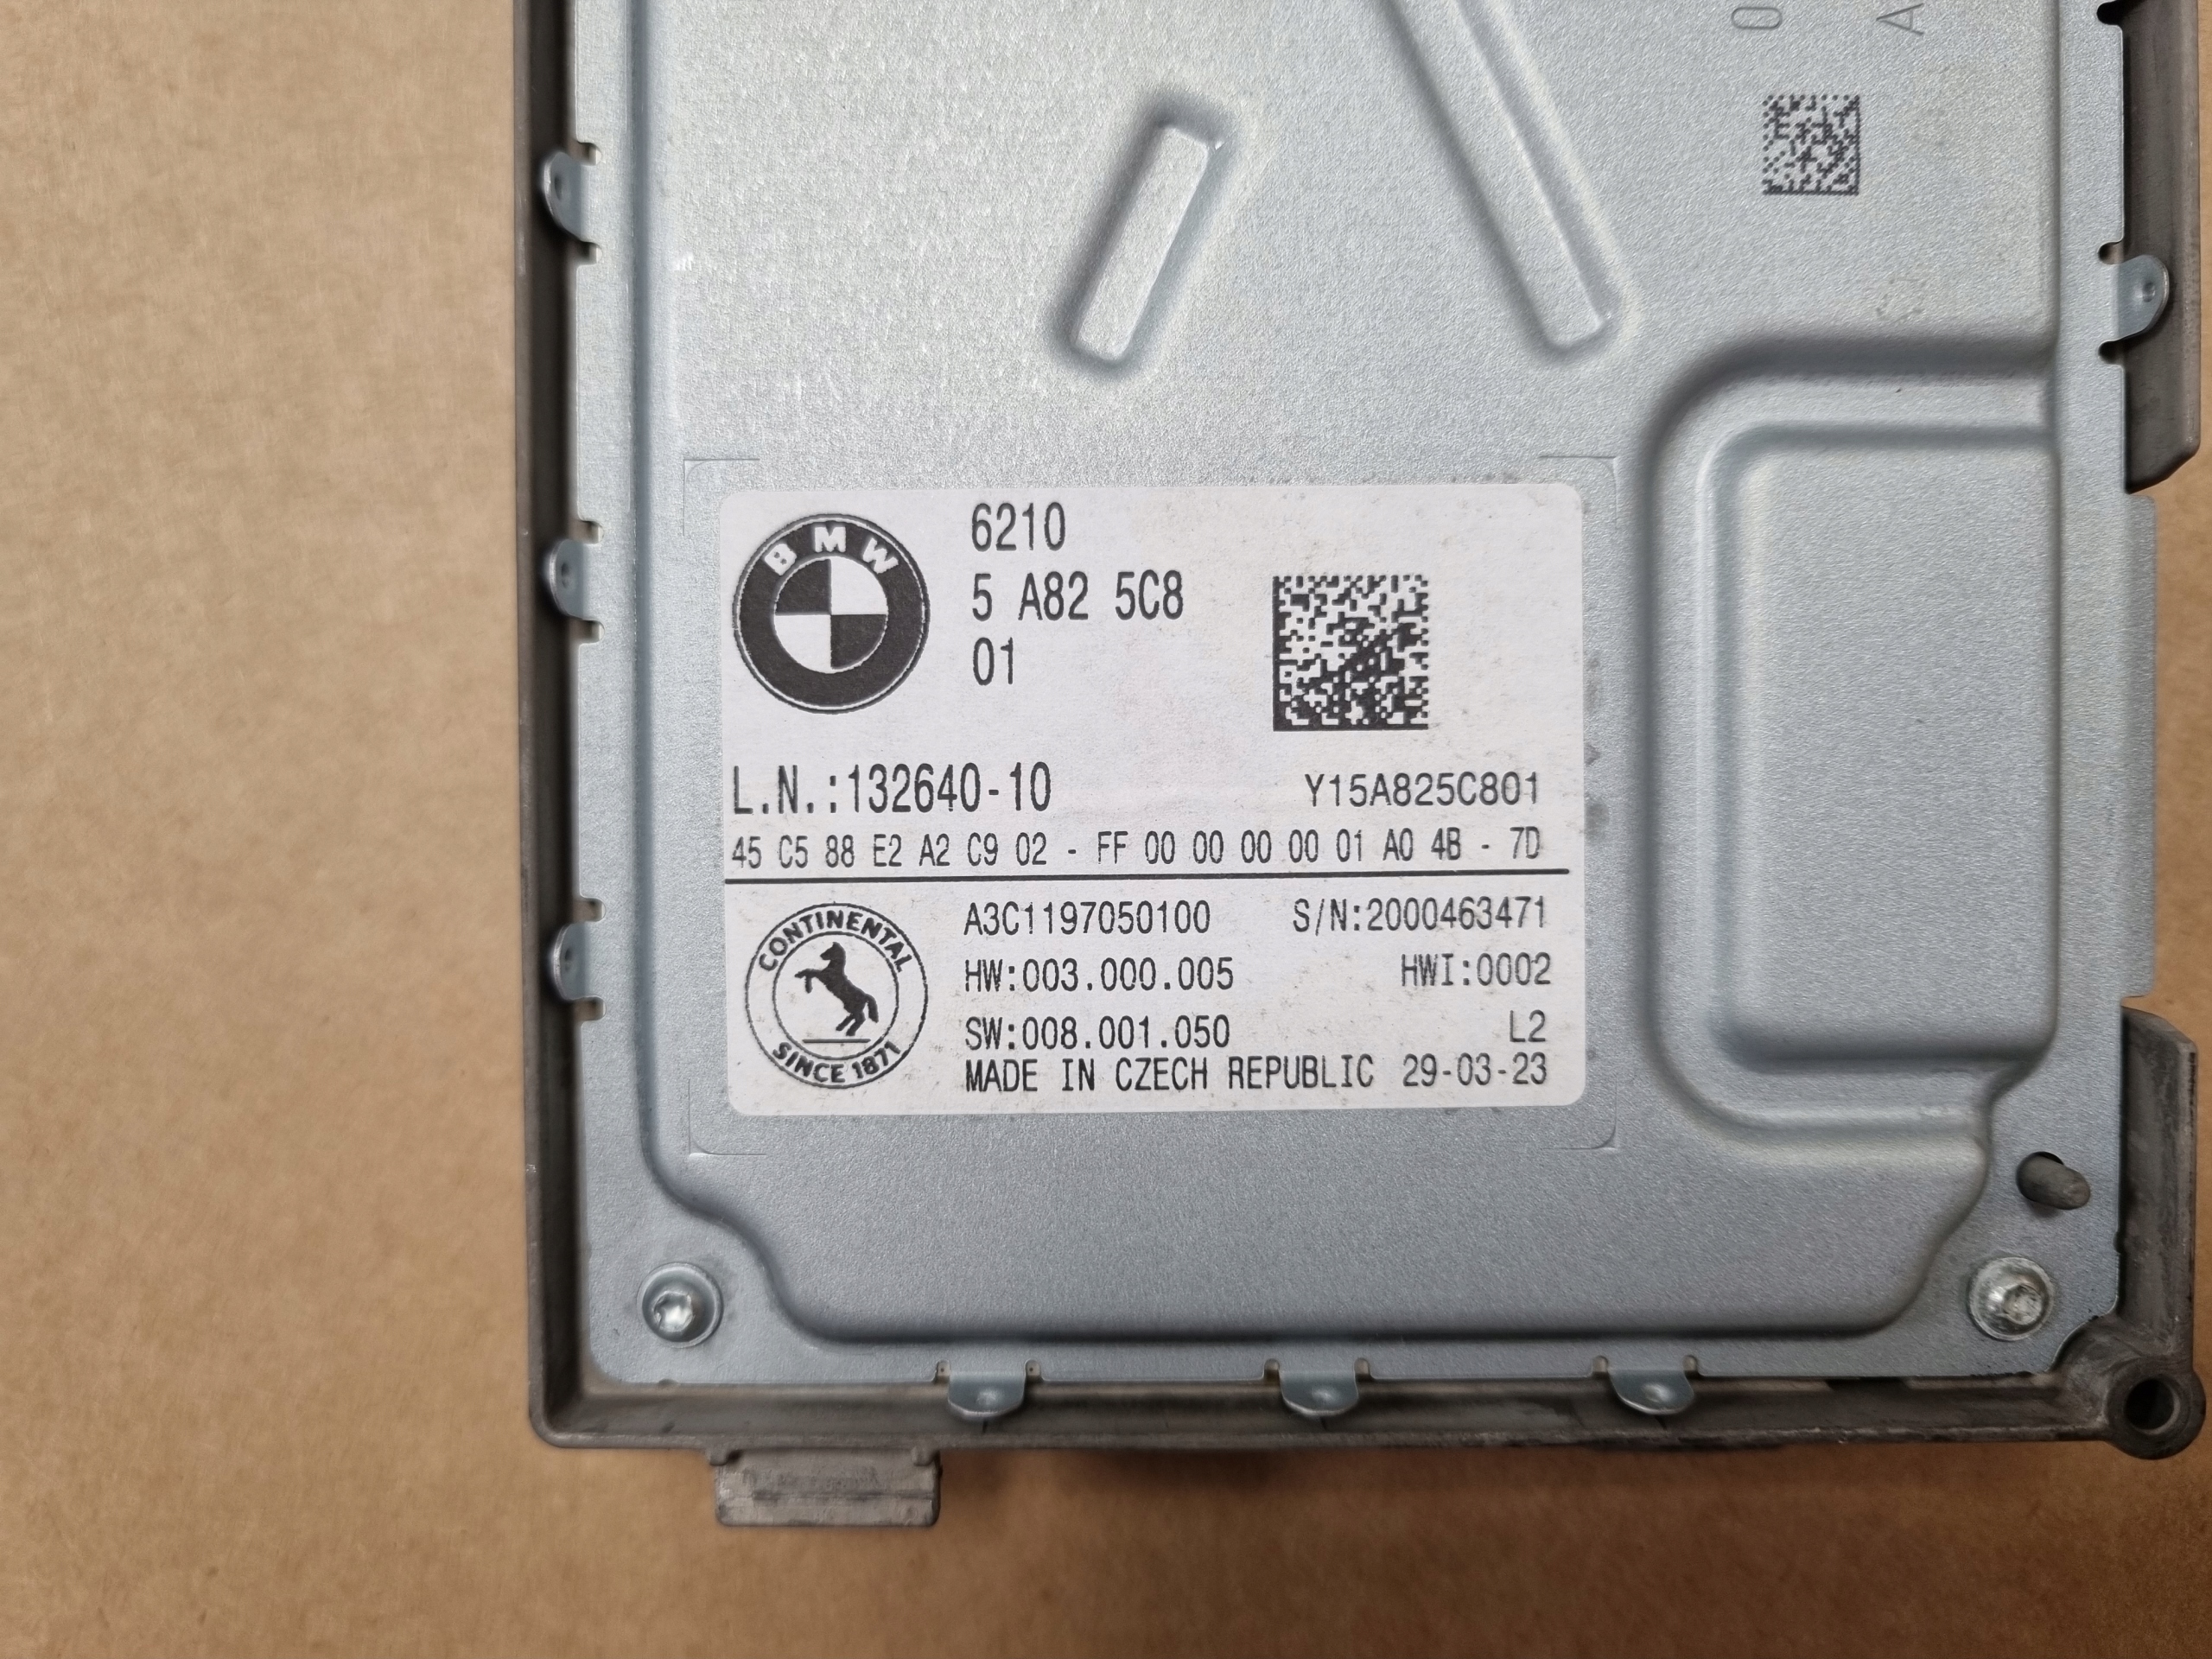 0
A
BMW
6210
5 A82 5C8
01
L.N.:132640-10
Y15A825C801
45 C5 88 E2 A2 C9 02 - FF 00 00 00 00 01 A0 4B - 7D
CONTINENTAL
SINCE 1871
A3C1197050100 S/N:2000463471
HW:003.000.005 HWI:0002
SW:008.001.050 L2
MADE IN CZECH REPUBLIC 29-03-23